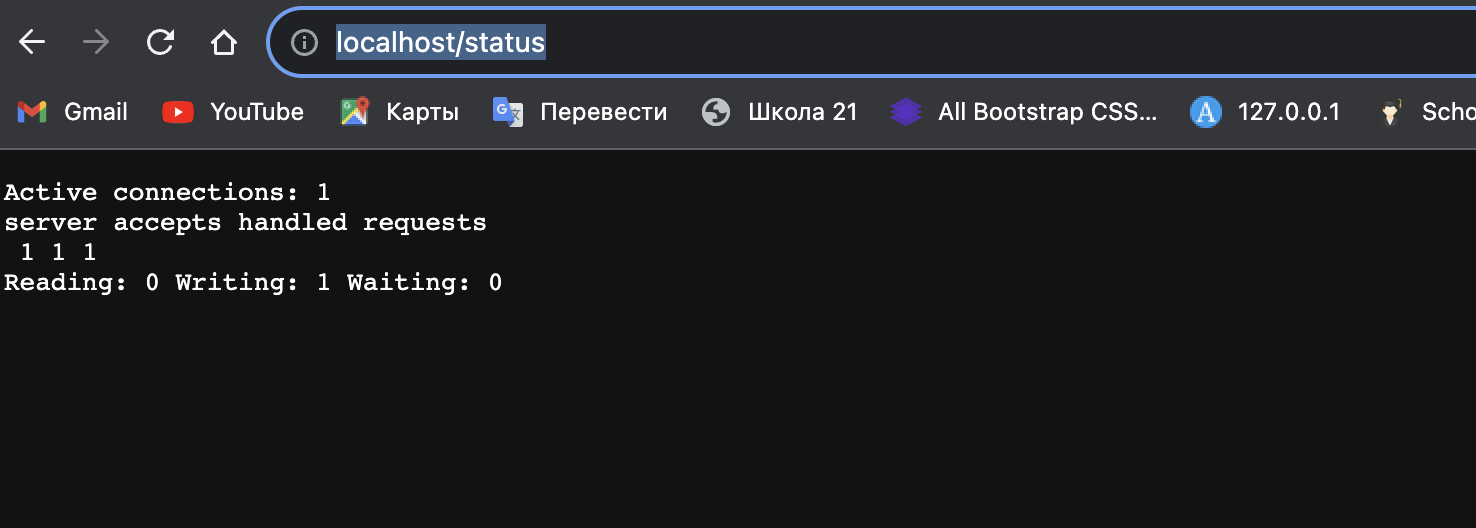 localhost/status
Gmail YouTube Карты Перевести Школа 21 All Bootstrap CSS... 127.0.0.1 Scho
Active connections: 1
server accepts handled requests
1 1 1
Reading: 0 Writing: 1 Waiting: 0